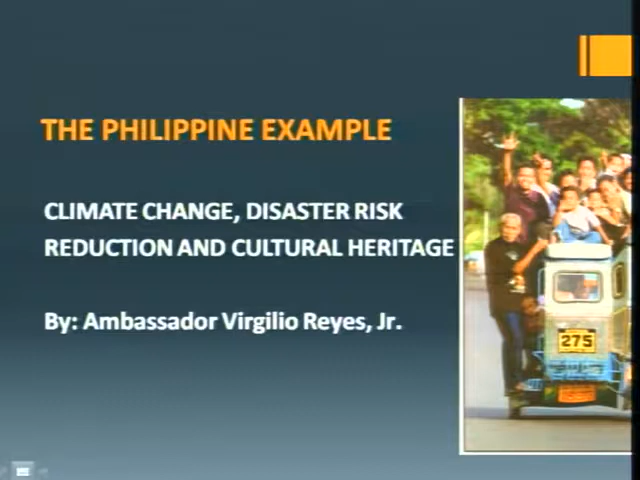 THE PHILIPPINE EXAMPLE
CLIMATE CHANGE, DISASTER RISK
REDUCTION AND CULTURAL HERITAGE
By: Ambassador Virgilio Reyes, Jr.
275